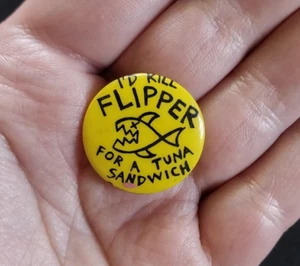 I'D KILL
FLIPPER
FOR A TUNA
SANDWICH